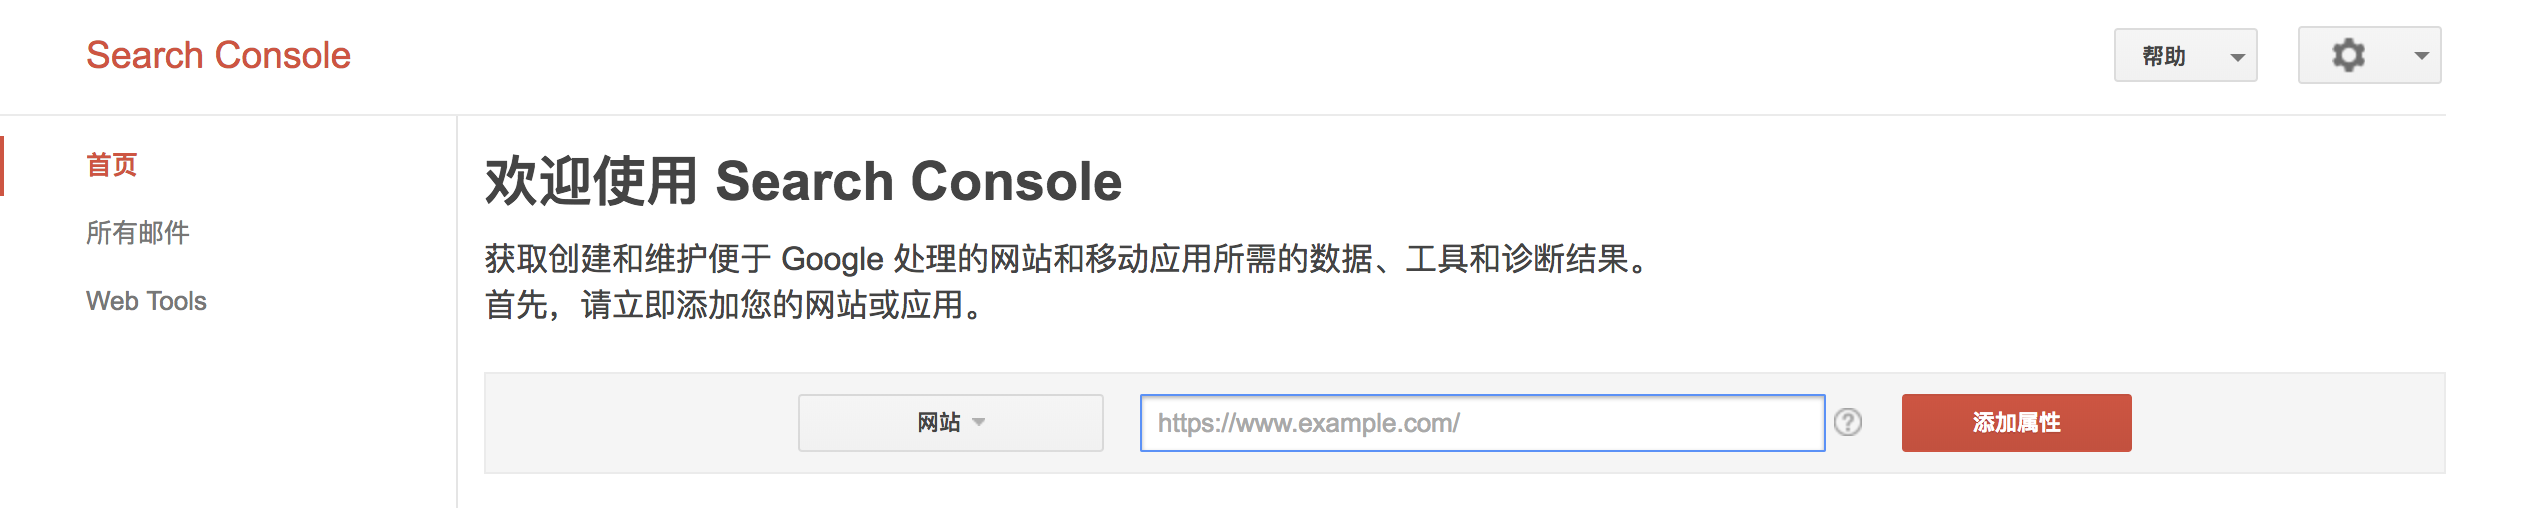 Search Console
帮助
首页
所有邮件
Web Tools
欢迎使用 Search Console
获取创建和维护便于 Google 处理的网站和移动应用所需的数据、工具和诊断结果。
首先，请立即添加您的网站或应用。
网站
https://www.example.com/
?
添加属性